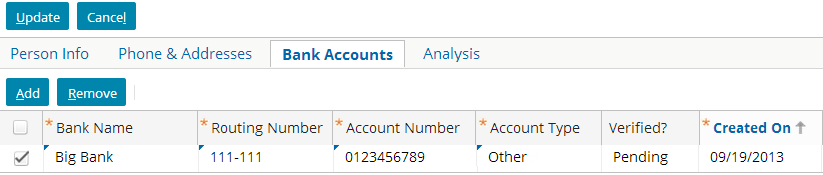 Update Cancel
Person Info Phone & Addresses Bank Accounts Analysis
Add Remove
* Bank Name * Routing Number * Account Number * Account Type Verified? * Created On ↑
Big Bank 111-111 0123456789 Other Pending 09/19/2013